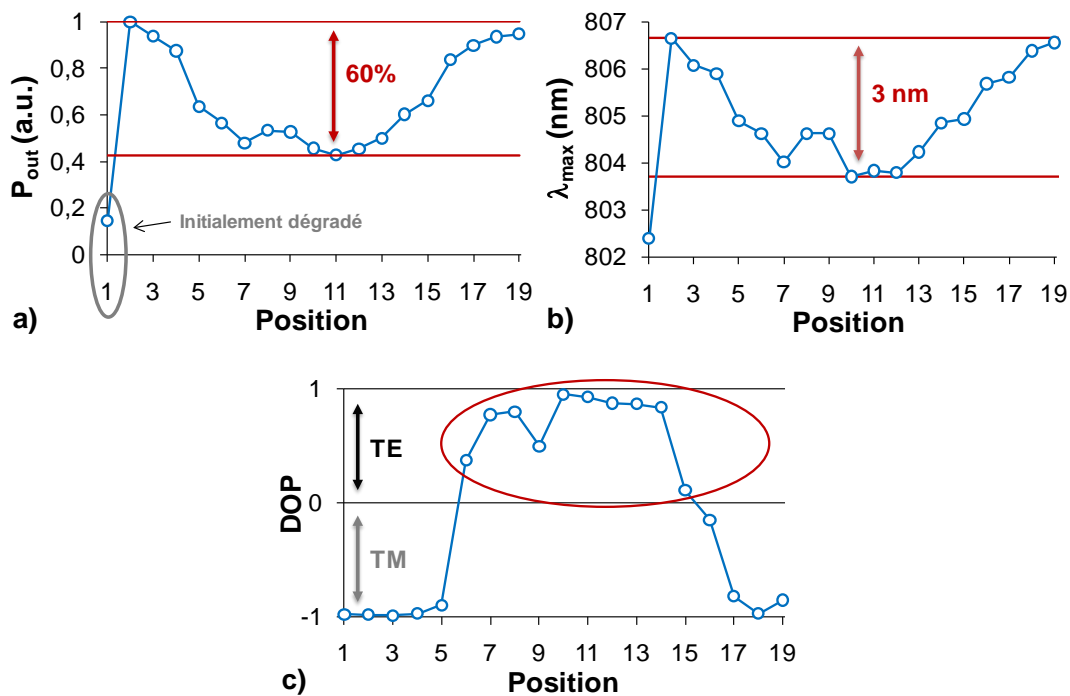 1
0,8
0,6
0,4
0,2
0
P_out (a.u.)
60%
Initialement dégradé
1 3 5 7 9 11 13 15 17 19
Position
a)
807
806
805
804
803
802
λ_max (nm)
3 nm
1 3 5 7 9 11 13 15 17 19
Position
b)
1
0
-1
DOP
TE
TM
1 3 5 7 9 11 13 15 17 19
Position
c)